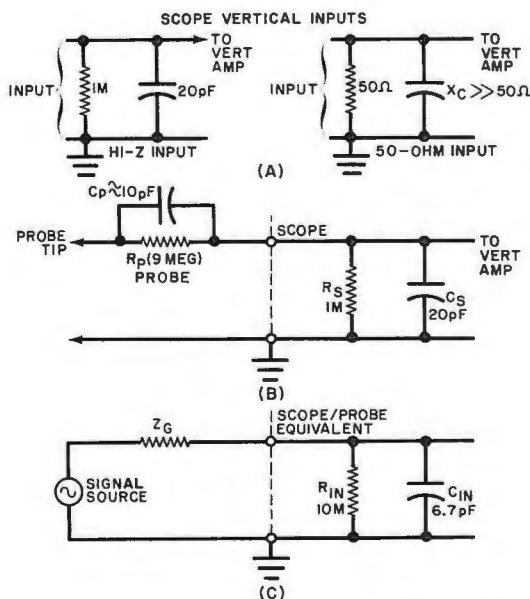 SCOPE VERTICAL INPUTS
TO VERT AMP
INPUT
1M
20pF
HI-Z INPUT
TO VERT AMP
INPUT
50Ω
XC >> 50Ω
50-OHM INPUT
(A)
CP≈10pF
PROBE TIP
RP(9 MEG)
PROBE
SCOPE
RS
1M
CS
20pF
TO VERT AMP
(B)
ZG
SCOPE/PROBE
EQUIVALENT
SIGNAL
SOURCE
RIN
10M
CIN
6.7pF
(C)